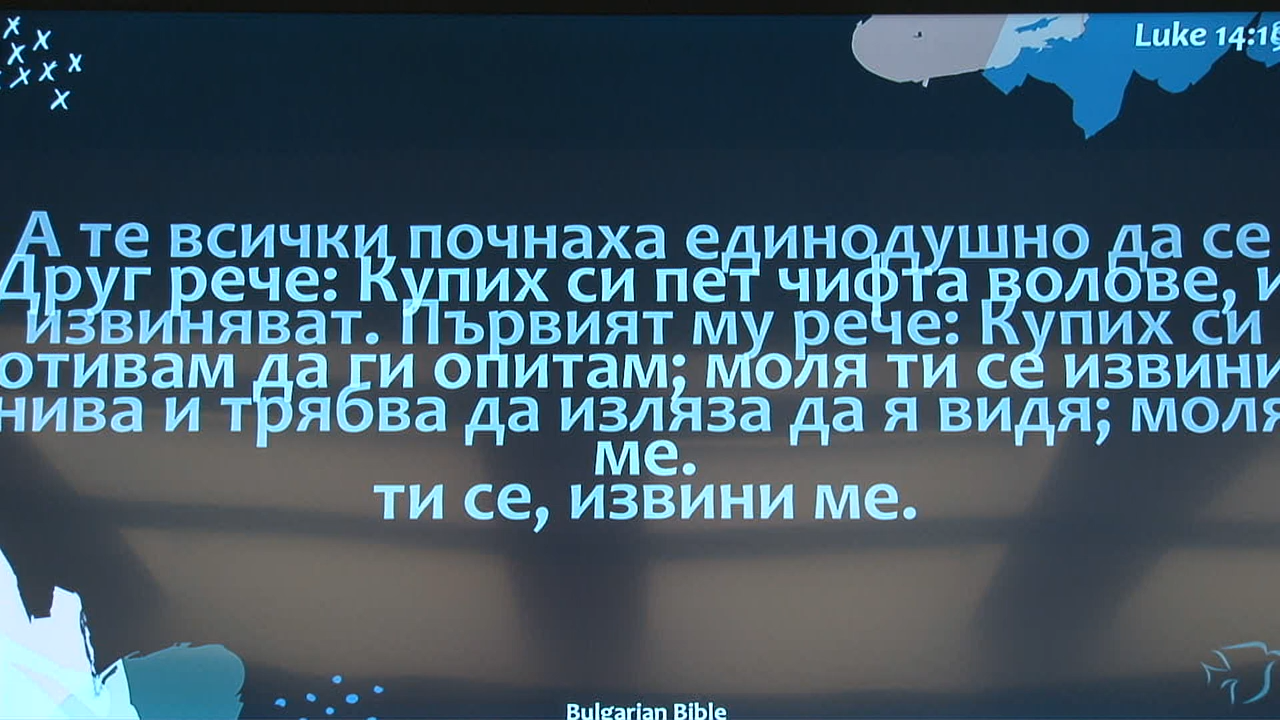 Luke 14:18
А те всички почнаха единодушно да се
Друг рече: Купих си пет чифта волове, и
извиняват. Първият му рече: Купих си
отивам да ги опитам; моля ти се извини
нива и трябва да изляза да я видя; моля
ме.
ти се, извини ме.
Bulgarian Bible